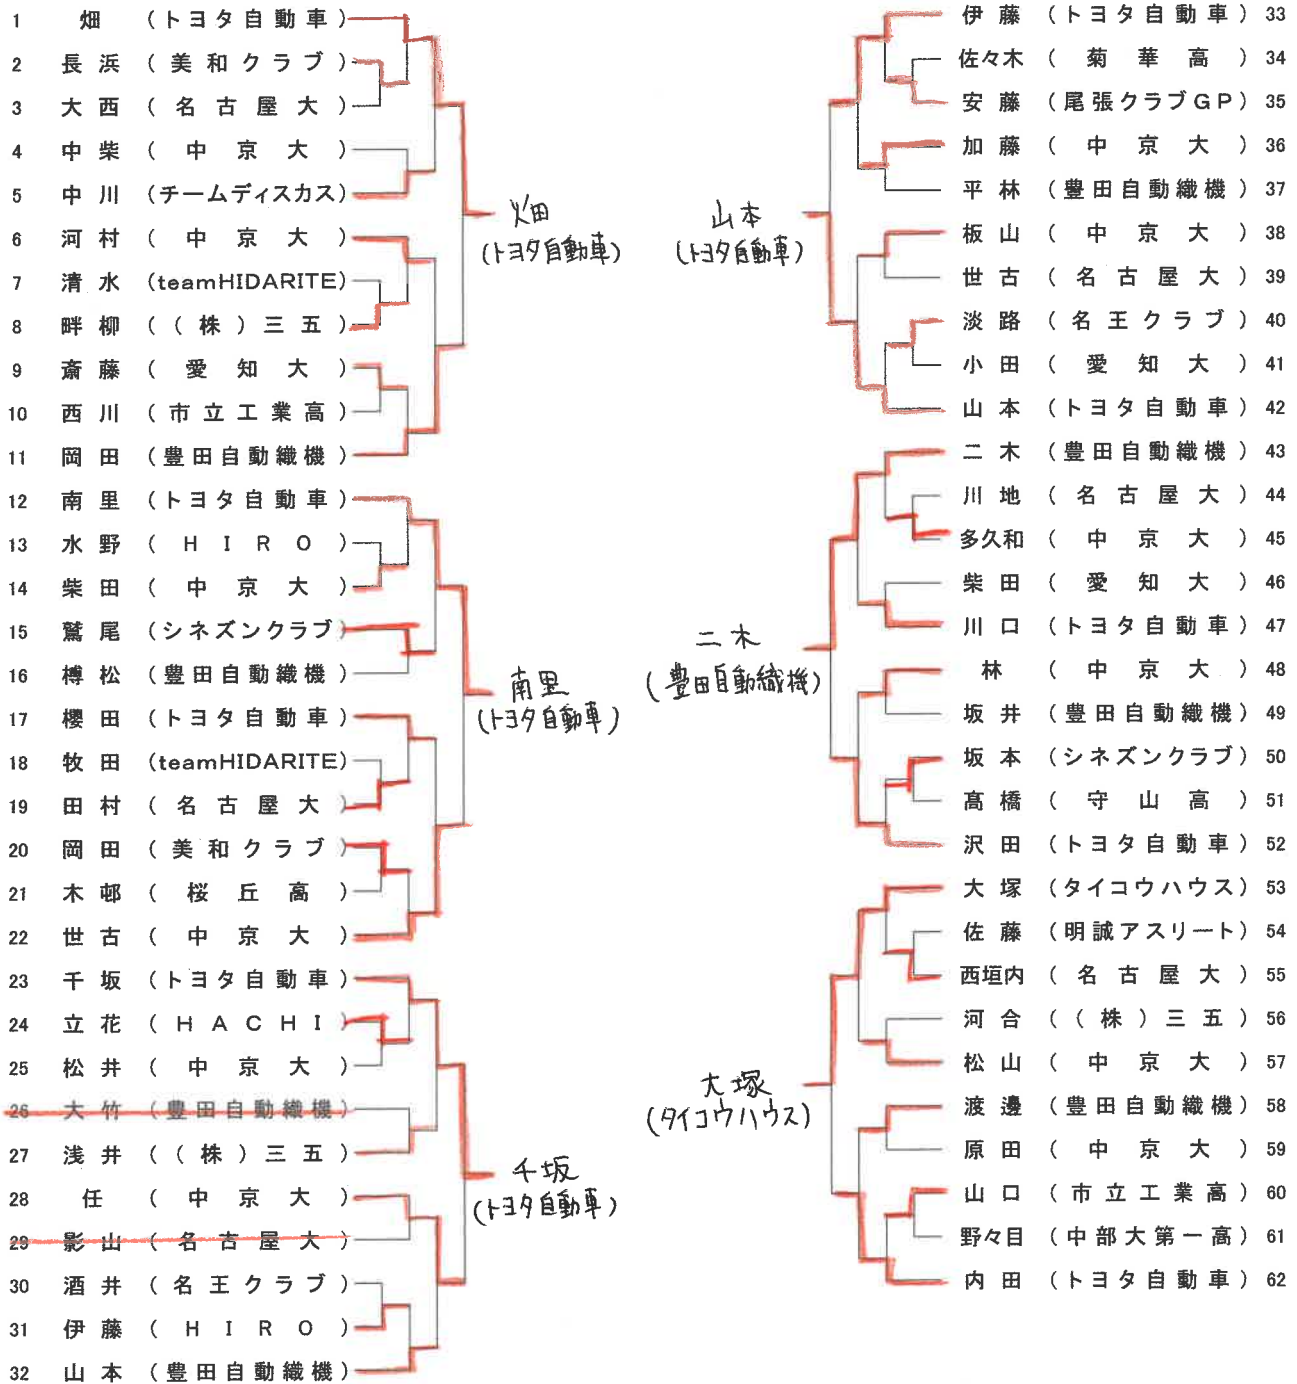 1 畑 (トヨタ自動車)
2 長浜 (美和クラブ)
3 大西 (名古屋大)
4 中柴 (中京大)
5 中川 (チームディスカス)
6 河村 (中京大)
7 清水 (teamHIDARITE)
8 畔柳 ((株)三五)
9 斎藤 (愛知大)
10 西川 (市立工業高)
11 岡田 (豊田自動織機)
12 南里 (トヨタ自動車)
13 水野 (HIRO)
14 柴田 (中京大)
15 鷲尾 (シネズンクラブ)
16 榑松 (豊田自動織機)
17 櫻田 (トヨタ自動車)
18 牧田 (teamHIDARITE)
19 田村 (名古屋大)
20 岡田 (美和クラブ)
21 木邨 (桜丘高)
22 世古 (中京大)
23 千坂 (トヨタ自動車)
24 立花 (HACHI)
25 松井 (中京大)
26 大竹 (豊田自動織機)
27 浅井 ((株)三五)
28 任 (中京大)
29 影山 (名古屋大)
30 酒井 (名王クラブ)
31 伊藤 (HIRO)
32 山本 (豊田自動織機)
畑
(トヨタ自動車)
南里
(トヨタ自動車)
千坂
(トヨタ自動車)
山本
(トヨタ自動車)
二木
(豊田自動織機)
大塚
(タイコウハウス)
伊藤 (トヨタ自動車) 33
佐々木 (菊華高) 34
安藤 (尾張クラブGP) 35
加藤 (中京大) 36
平林 (豊田自動織機) 37
板山 (中京大) 38
世古 (名古屋大) 39
淡路 (名王クラブ) 40
小田 (愛知大) 41
山本 (トヨタ自動車) 42
二木 (豊田自動織機) 43
川地 (名古屋大) 44
多久和 (中京大) 45
柴田 (愛知大) 46
川口 (トヨタ自動車) 47
林 (中京大) 48
坂井 (豊田自動織機) 49
坂本 (シネズンクラブ) 50
髙橋 (守山高) 51
沢田 (トヨタ自動車) 52
大塚 (タイコウハウス) 53
佐藤 (明誠アスリート) 54
西垣内 (名古屋大) 55
河合 ((株)三五) 56
松山 (中京大) 57
渡邊 (豊田自動織機) 58
原田 (中京大) 59
山口 (市立工業高) 60
野々目 (中部大第一高) 61
内田 (トヨタ自動車) 62